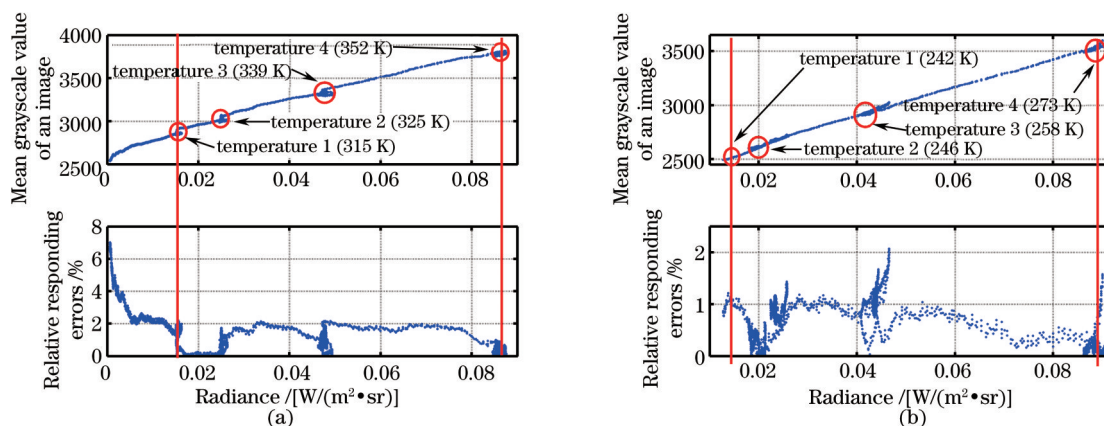 Mean grayscale value
of an image
4000
3500
3000
2500
temperature 4 (352 K)
temperature 3 (339 K)
temperature 2 (325 K)
temperature 1 (315 K)
0
0.02
0.04
0.06
0.08
Relative responding
errors /%
8
6
4
2
0
0
0.02
0.04
0.06
0.08
Radiance /[W/(m²•sr)]
(a)
Mean grayscale value
of an image
3500
3000
2500
temperature 1 (242 K)
temperature 4 (273 K)
temperature 3 (258 K)
temperature 2 (246 K)
0.02
0.04
0.06
0.08
Relative responding
errors /%
2
1
0
0.02
0.04
0.06
0.08
Radiance /[W/(m²•sr)]
(b)